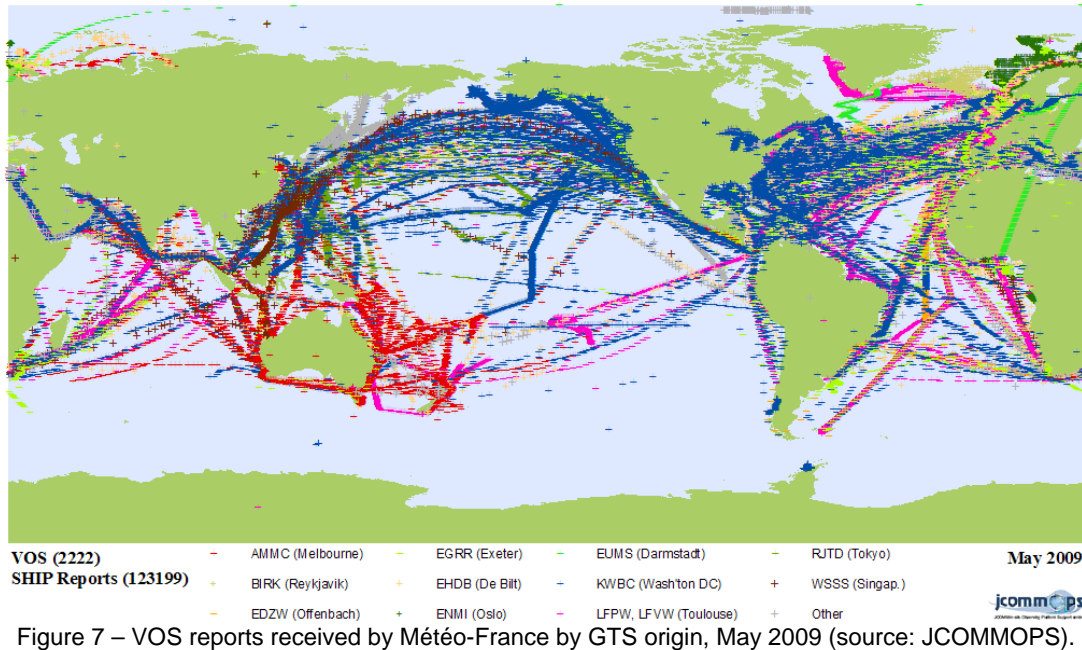 VOS (2222)
SHIP Reports (123199)
AMMC (Melbourne) EGRR (Exeter) EUMS (Darmstadt) RJTD (Tokyo)
BIRK (Reykjavik) EHDB (De Bilt) KWBC (Wash'ton DC) WSSS (Singap.)
EDZW (Offenbach) ENMI (Oslo) LFPW, LFVW (Toulouse) Other
May 2009
jcommops
Figure 7 – VOS reports received by Météo-France by GTS origin, May 2009 (source: JCOMMOPS).